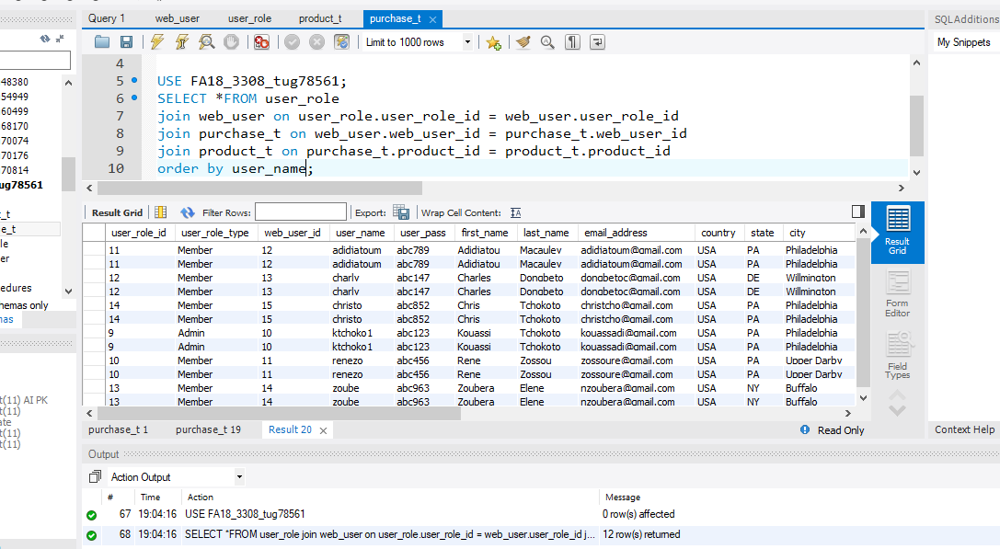 Query 1 web_user user_role product_t purchase_t
SQLAdditions
Limit to 1000 rows
My Snippets
48380
54949
60499
68170
70074
70176
70814
ug78561
_t
e_t
le
er
edures
hemas only
nas
t(11) AI PK
t(11)
ate
t(11)
t(11)
4
5 USE FA18_3308_tug78561;
6 SELECT *FROM user_role
7 join web_user on user_role.user_role_id = web_user.user_role_id
8 join purchase_t on web_user.web_user_id = purchase_t.web_user_id
9 join product_t on purchase_t.product_id = product_t.product_id
10 order by user_name;
Result Grid Filter Rows: Export: Wrap Cell Content:
user_role_id user_role_type web_user_id user_name user_pass first_name last_name email_address country state city
11 Member 12 adidiatoum abc789 Adidiatou Macauley adidiatoum@gmail.com USA PA Philadelphia
11 Member 12 adidiatoum abc789 Adidiatou Macauley adidiatoum@gmail.com USA PA Philadelphia
12 Member 13 charly abc147 Charles Dongbeto dongbetoc@gmail.com USA DE Willmington
12 Member 13 charly abc147 Charles Dongbeto dongbetoc@gmail.com USA DE Willmington
14 Member 15 christo abc852 Chris Tchokoto christcho@gmail.com USA PA Philadelphia
14 Member 15 christo abc852 Chris Tchokoto christcho@gmail.com USA PA Philadelphia
9 Admin 10 ktchoko1 abc123 Kouassi Tchokoto kouassadi@gmail.com USA PA Philadelphia
9 Admin 10 ktchoko1 abc123 Kouassi Tchokoto kouassadi@gmail.com USA PA Philadelphia
10 Member 11 renezo abc456 Rene Zossou zossoure@gmail.com USA PA Upper Darby
10 Member 11 renezo abc456 Rene Zossou zossoure@gmail.com USA PA Upper Darby
13 Member 14 zoube abc963 Zoubera Elene nzoubera@gmail.com USA NY Buffalo
13 Member 14 zoube abc963 Zoubera Elene nzoubera@gmail.com USA NY Buffalo
Result
Grid
Form
Editor
Field
Types
purchase_t 1 purchase_t 19 Result 20 Read Only
Context Help
Output
Action Output
# Time Action Message
67 19:04:16 USE FA18_3308_tug78561 0 row(s) affected
68 19:04:16 SELECT *FROM user_role join web_user on user_role.user_role_id = web_user.user_role_id j... 12 row(s) returned